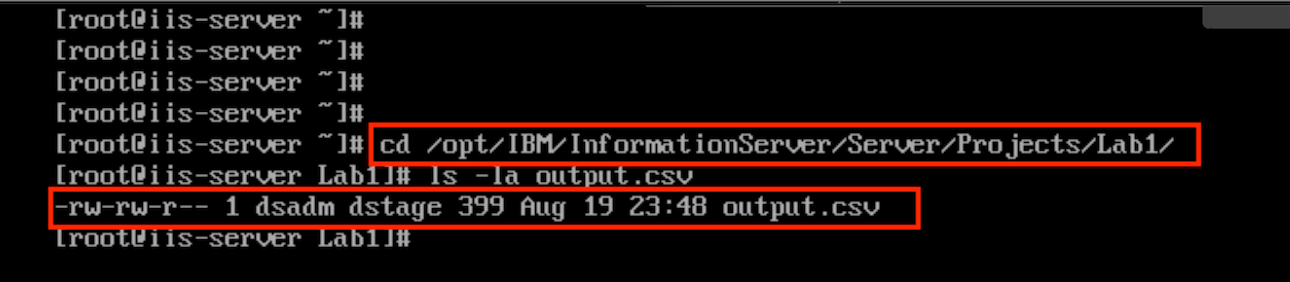 [root@iis-server ~]#
[root@iis-server ~]#
[root@iis-server ~]#
[root@iis-server ~]#
[root@iis-server ~]# cd /opt/IBM/InformationServer/Server/Projects/Lab1/
[root@iis-server Lab1]# ls -la output.csv
-rw-rw-r-- 1 dsadm dstage 399 Aug 19 23:48 output.csv
[root@iis-server Lab1]#